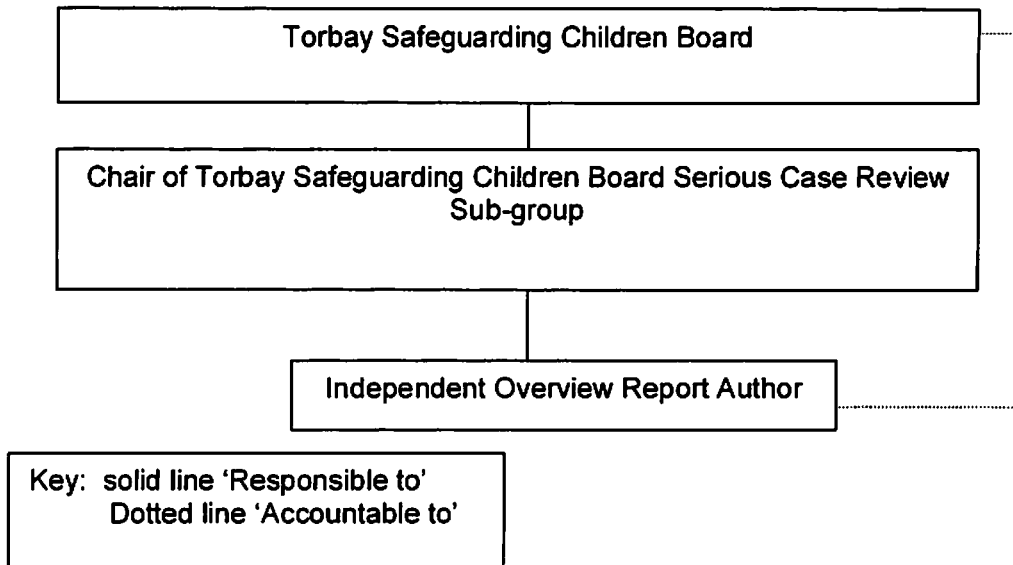 Torbay Safeguarding Children Board
Chair of Torbay Safeguarding Children Board Serious Case Review
Sub-group
Independent Overview Report Author
Key: solid line ‘Responsible to’
Dotted line ‘Accountable to’